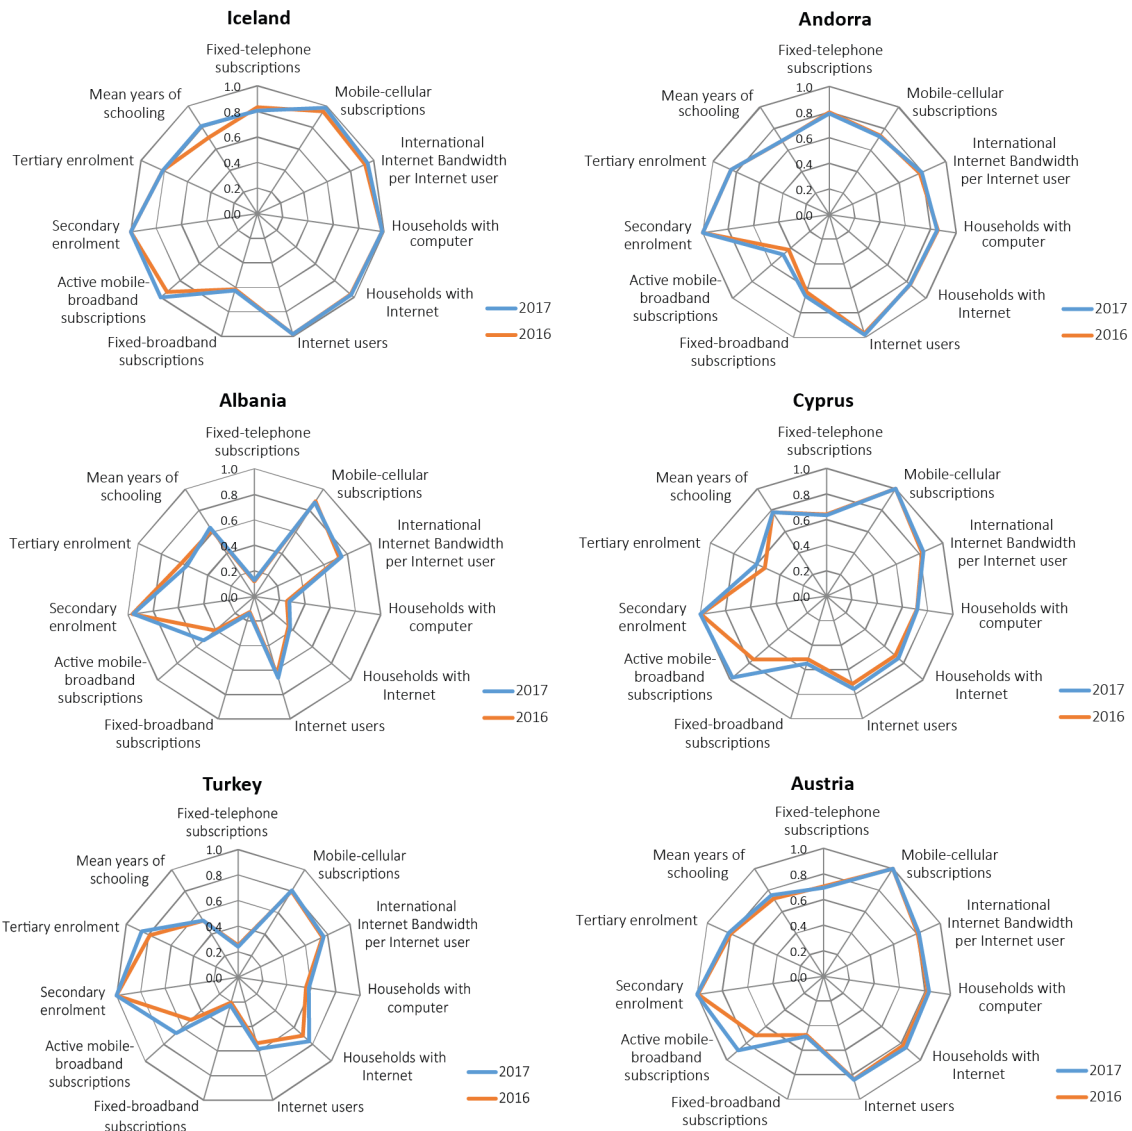 Iceland
Fixed-telephone
subscriptions
1.0
0.8
0.6
0.4
0.2
0.0
Mobile-cellular
subscriptions
International
Internet Bandwidth
per Internet user
Households with
computer
Households with
Internet
Internet users
Fixed-broadband
subscriptions
Active mobile-
broadband
subscriptions
Secondary
enrolment
Tertiary enrolment
Mean years of
schooling
2017
2016
Andorra
Fixed-telephone
subscriptions
1.0
0.8
0.6
0.4
0.2
0.0
Mobile-cellular
subscriptions
International
Internet Bandwidth
per Internet user
Households with
computer
Households with
Internet
Internet users
Fixed-broadband
subscriptions
Active mobile-
broadband
subscriptions
Secondary
enrolment
Tertiary enrolment
Mean years of
schooling
2017
2016
Albania
Fixed-telephone
subscriptions
1.0
0.8
0.6
0.4
0.2
0.0
Mobile-cellular
subscriptions
International
Internet Bandwidth
per Internet user
Households with
computer
Households with
Internet
Internet users
Fixed-broadband
subscriptions
Active mobile-
broadband
subscriptions
Secondary
enrolment
Tertiary enrolment
Mean years of
schooling
2017
2016
Cyprus
Fixed-telephone
subscriptions
1.0
0.8
0.6
0.4
0.2
0.0
Mobile-cellular
subscriptions
International
Internet Bandwidth
per Internet user
Households with
computer
Households with
Internet
Internet users
Fixed-broadband
subscriptions
Active mobile-
broadband
subscriptions
Secondary
enrolment
Tertiary enrolment
Mean years of
schooling
2017
2016
Turkey
Fixed-telephone
subscriptions
1.0
0.8
0.6
0.4
0.2
0.0
Mobile-cellular
subscriptions
International
Internet Bandwidth
per Internet user
Households with
computer
Households with
Internet
Internet users
Fixed-broadband
subscriptions
Active mobile-
broadband
subscriptions
Secondary
enrolment
Tertiary enrolment
Mean years of
schooling
2017
2016
Austria
Fixed-telephone
subscriptions
1.0
0.8
0.6
0.4
0.2
0.0
Mobile-cellular
subscriptions
International
Internet Bandwidth
per Internet user
Households with
computer
Households with
Internet
Internet users
Fixed-broadband
subscriptions
Active mobile-
broadband
subscriptions
Secondary
enrolment
Tertiary enrolment
Mean years of
schooling
2017
2016